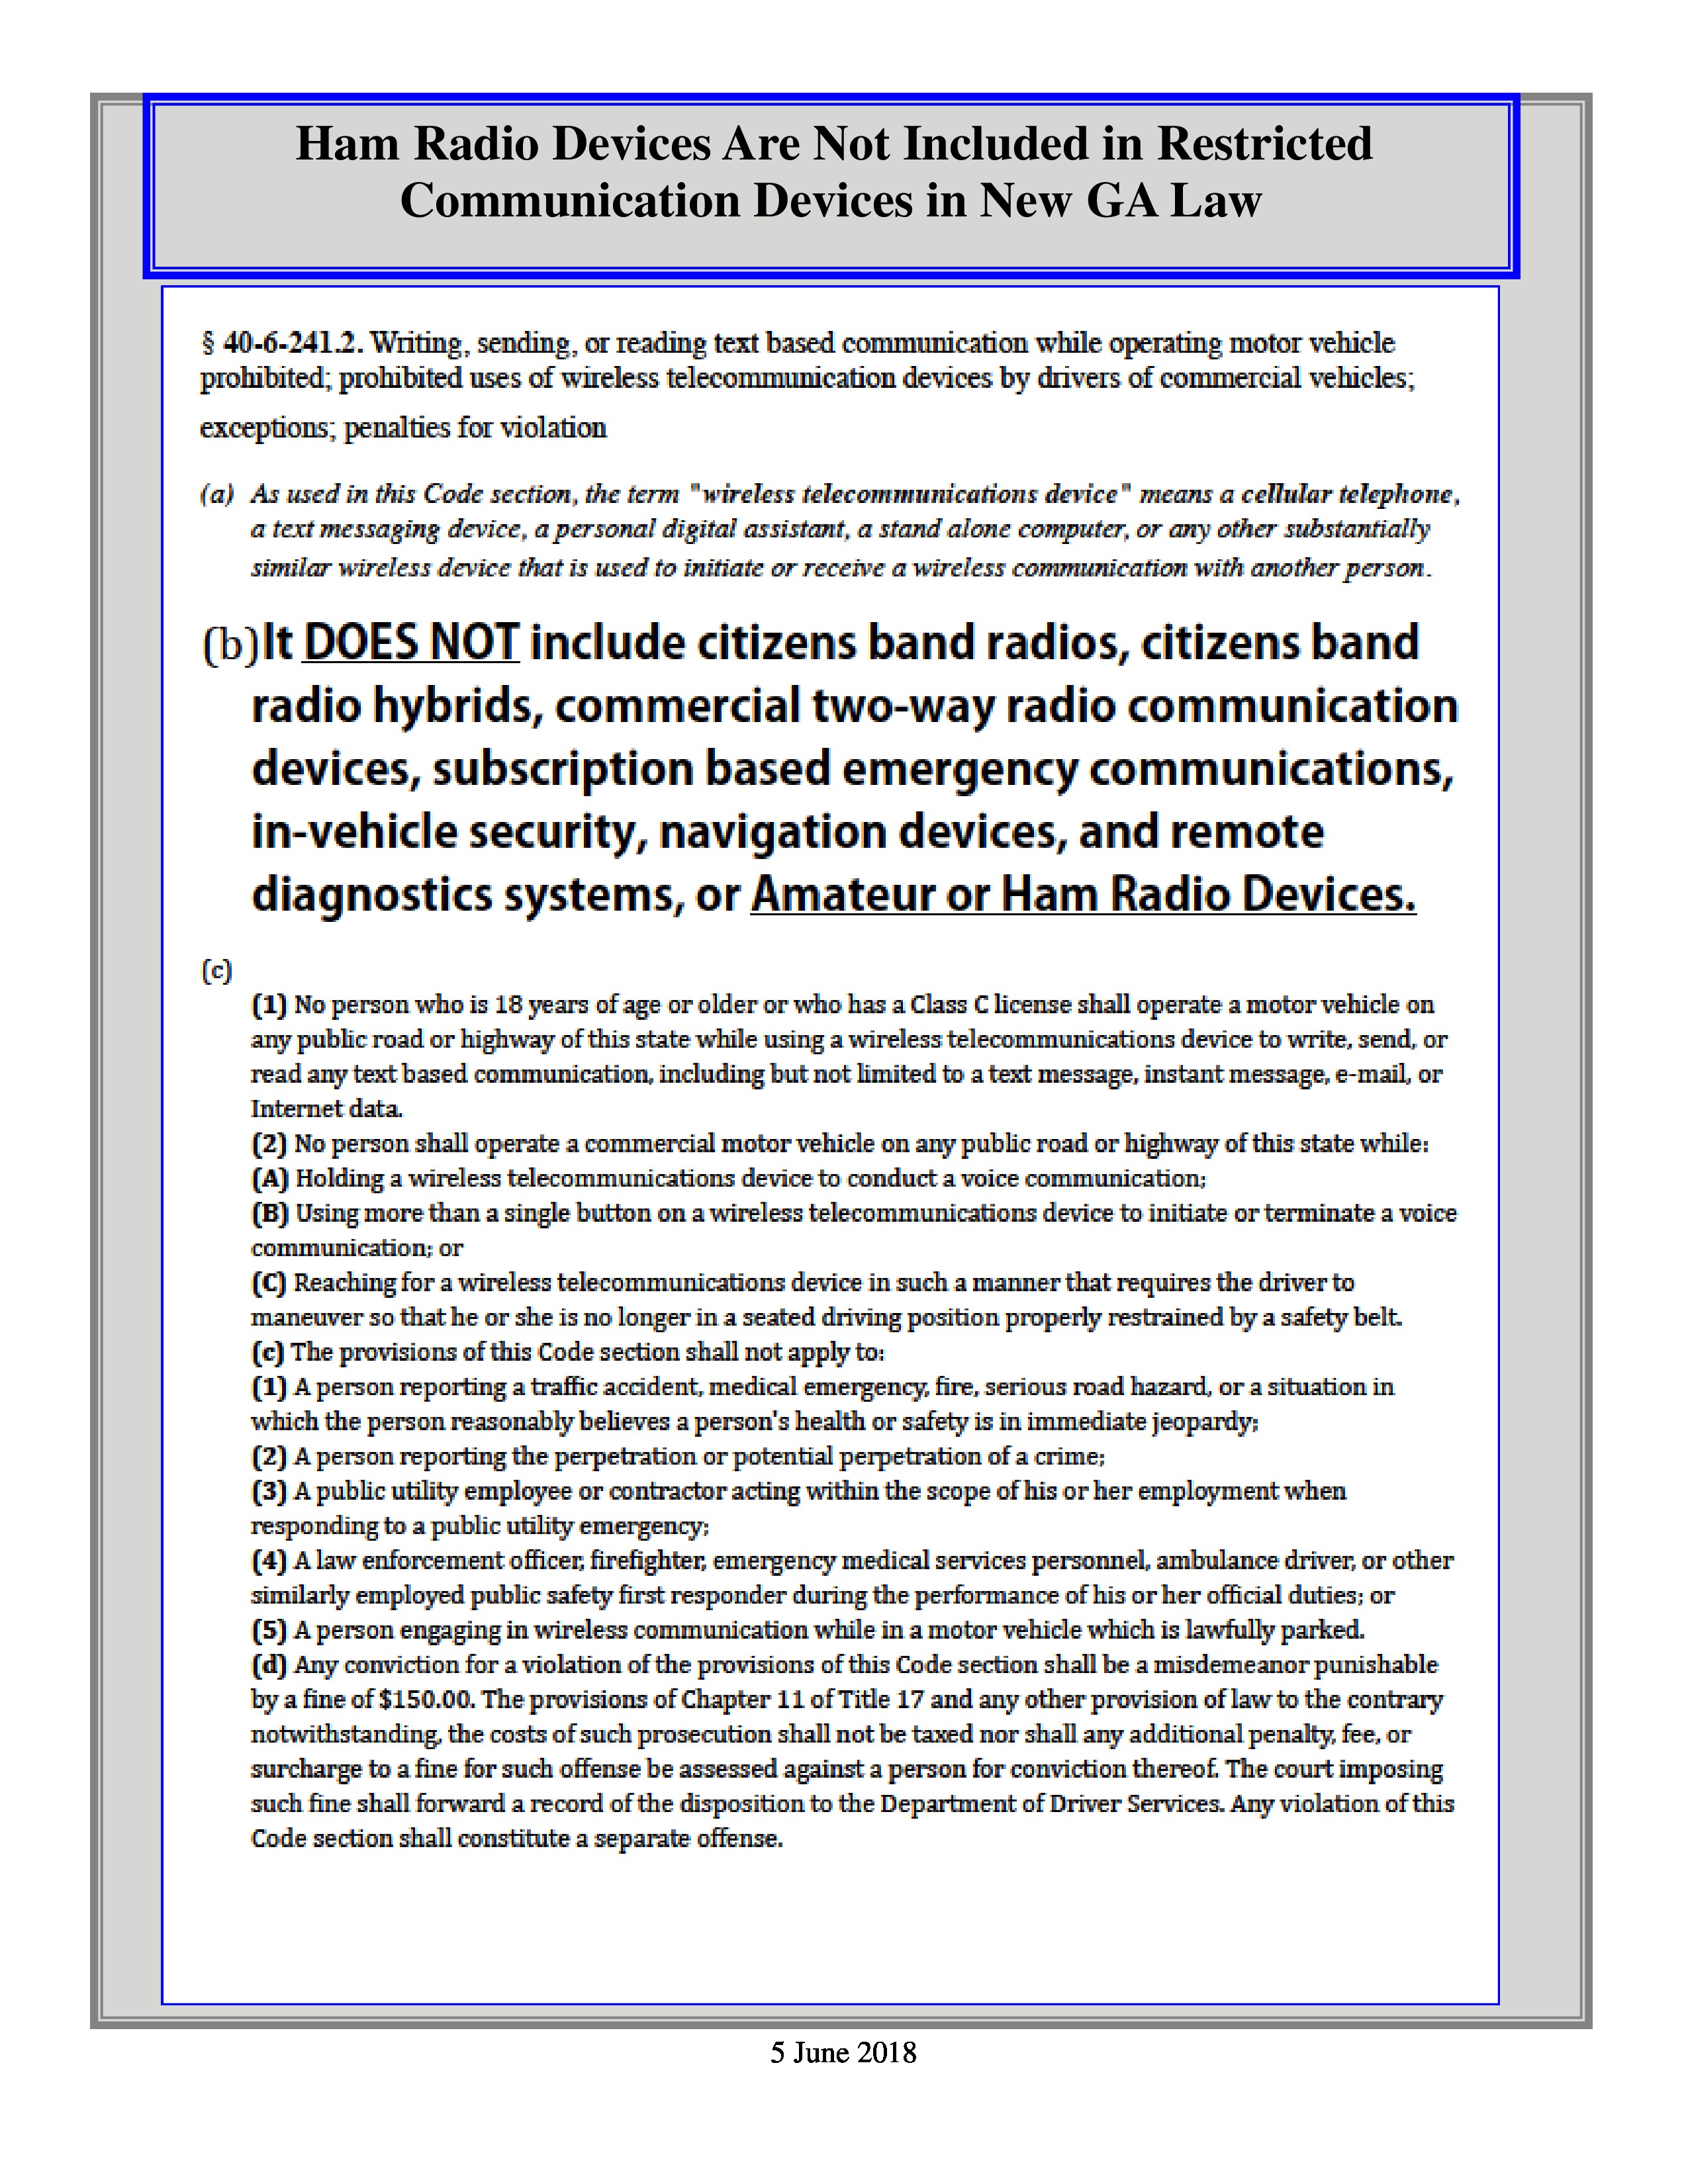 Ham Radio Devices Are Not Included in Restricted
Communication Devices in New GA Law
§ 40-6-241.2. Writing, sending, or reading text based communication while operating motor vehicle
prohibited; prohibited uses of wireless telecommunication devices by drivers of commercial vehicles;
exceptions; penalties for violation
(a) As used in this Code section, the term "wireless telecommunications device" means a cellular telephone,
a text messaging device, a personal digital assistant, a stand alone computer, or any other substantially
similar wireless device that is used to initiate or receive a wireless communication with another person.
(b)It DOES NOT include citizens band radios, citizens band
radio hybrids, commercial two-way radio communication
devices, subscription based emergency communications,
in-vehicle security, navigation devices, and remote
diagnostics systems, or Amateur or Ham Radio Devices.
(c)
(1) No person who is 18 years of age or older or who has a Class C license shall operate a motor vehicle on
any public road or highway of this state while using a wireless telecommunications device to write, send, or
read any text based communication, including but not limited to a text message, instant message, e-mail, or
Internet data.
(2) No person shall operate a commercial motor vehicle on any public road or highway of this state while:
(A) Holding a wireless telecommunications device to conduct a voice communication;
(B) Using more than a single button on a wireless telecommunications device to initiate or terminate a voice
communication; or
(C) Reaching for a wireless telecommunications device in such a manner that requires the driver to
maneuver so that he or she is no longer in a seated driving position properly restrained by a safety belt.
(c) The provisions of this Code section shall not apply to:
(1) A person reporting a traffic accident, medical emergency, fire, serious road hazard, or a situation in
which the person reasonably believes a person's health or safety is in immediate jeopardy;
(2) A person reporting the perpetration or potential perpetration of a crime;
(3) A public utility employee or contractor acting within the scope of his or her employment when
responding to a public utility emergency;
(4) A law enforcement officer, firefighter, emergency medical services personnel, ambulance driver, or other
similarly employed public safety first responder during the performance of his or her official duties; or
(5) A person engaging in wireless communication while in a motor vehicle which is lawfully parked.
(d) Any conviction for a violation of the provisions of this Code section shall be a misdemeanor punishable
by a fine of $150.00. The provisions of Chapter 11 of Title 17 and any other provision of law to the contrary
notwithstanding, the costs of such prosecution shall not be taxed nor shall any additional penalty, fee, or
surcharge to a fine for such offense be assessed against a person for conviction thereof. The court imposing
such fine shall forward a record of the disposition to the Department of Driver Services. Any violation of this
Code section shall constitute a separate offense.
5 June 2018